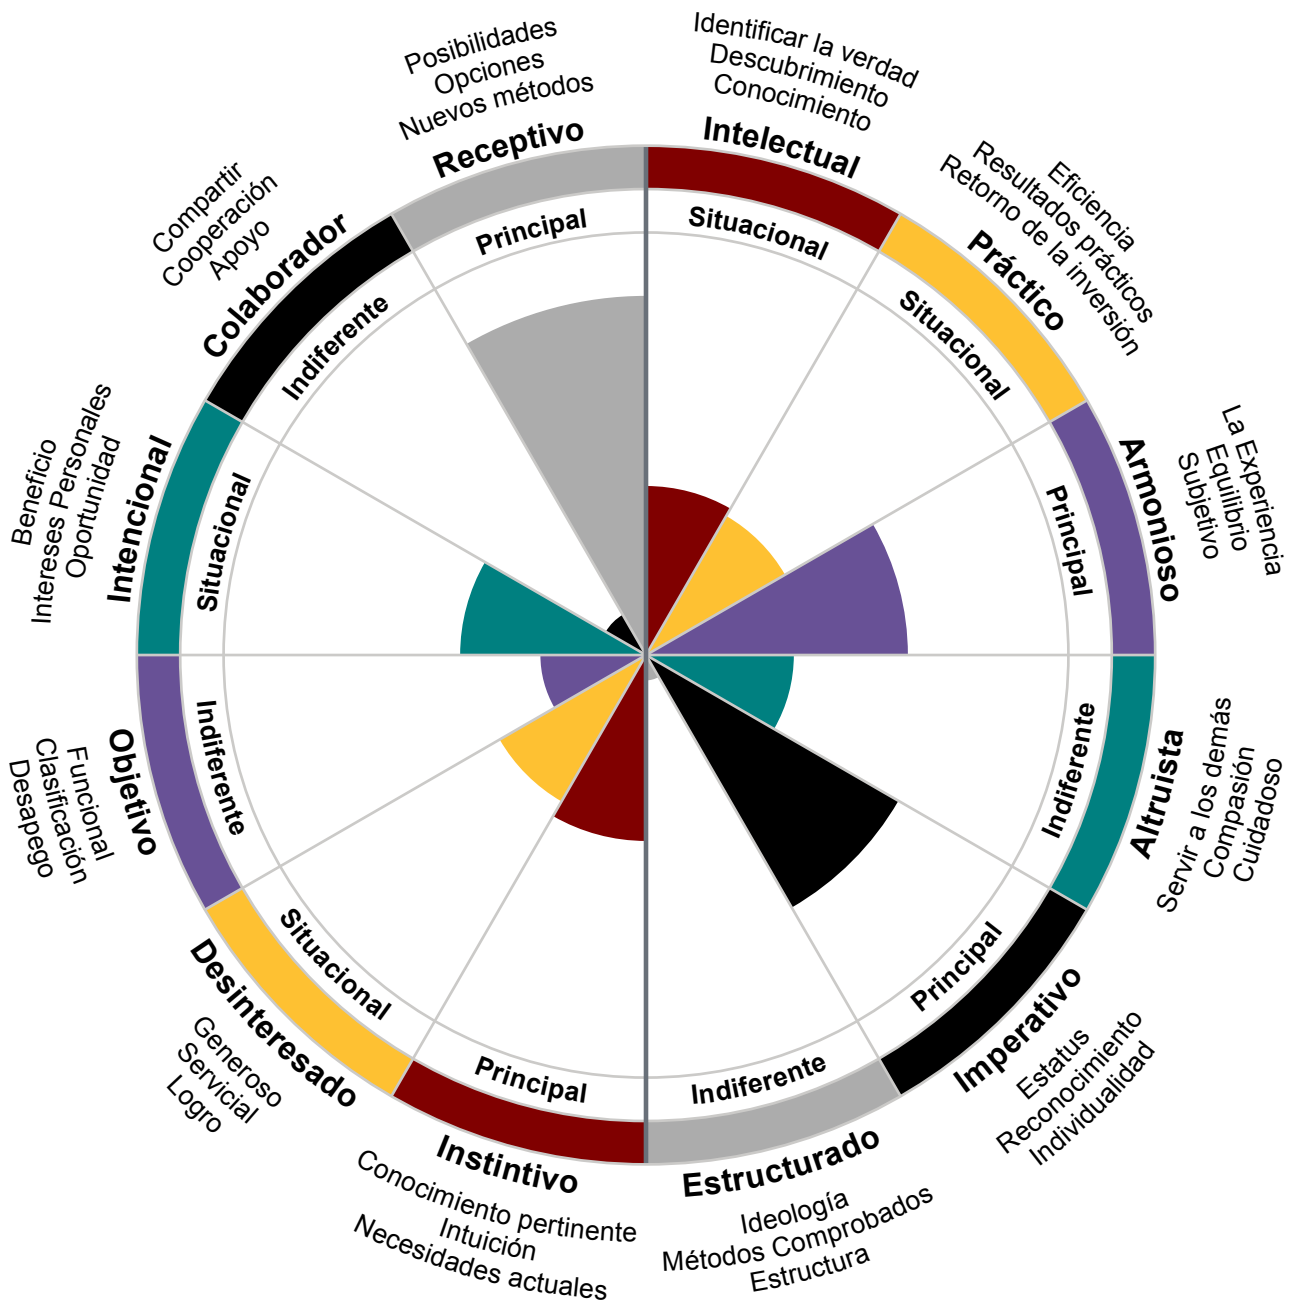 Identificar la verdad
Descubrimiento
Conocimiento
Intelectual
Situacional
Eficiencia
Resultados prácticos
Retorno de la inversión
Práctico
Situacional
La Experiencia
Equilibrio
Subjetivo
Armonioso
Principal
Altruista
Indiferente
Servir a los demás
Compasión
Cuidadoso
Imperativo
Principal
Estatus
Reconocimiento
Individualidad
Indiferente
Estructurado
Ideología
Métodos Comprobados
Estructura
Principal
Instintivo
Conocimiento pertinente
Intuición
Necesidades actuales
Situacional
Desinteresado
Generoso
Servicial
Logro
Indiferente
Objetivo
Funcional
Clasificación
Desapego
Beneficio
Intereses Personales
Oportunidad
Intencional
Situacional
Compartir
Cooperación
Apoyo
Colaborador
Indiferente
Posibilidades
Opciones
Nuevos métodos
Receptivo
Principal